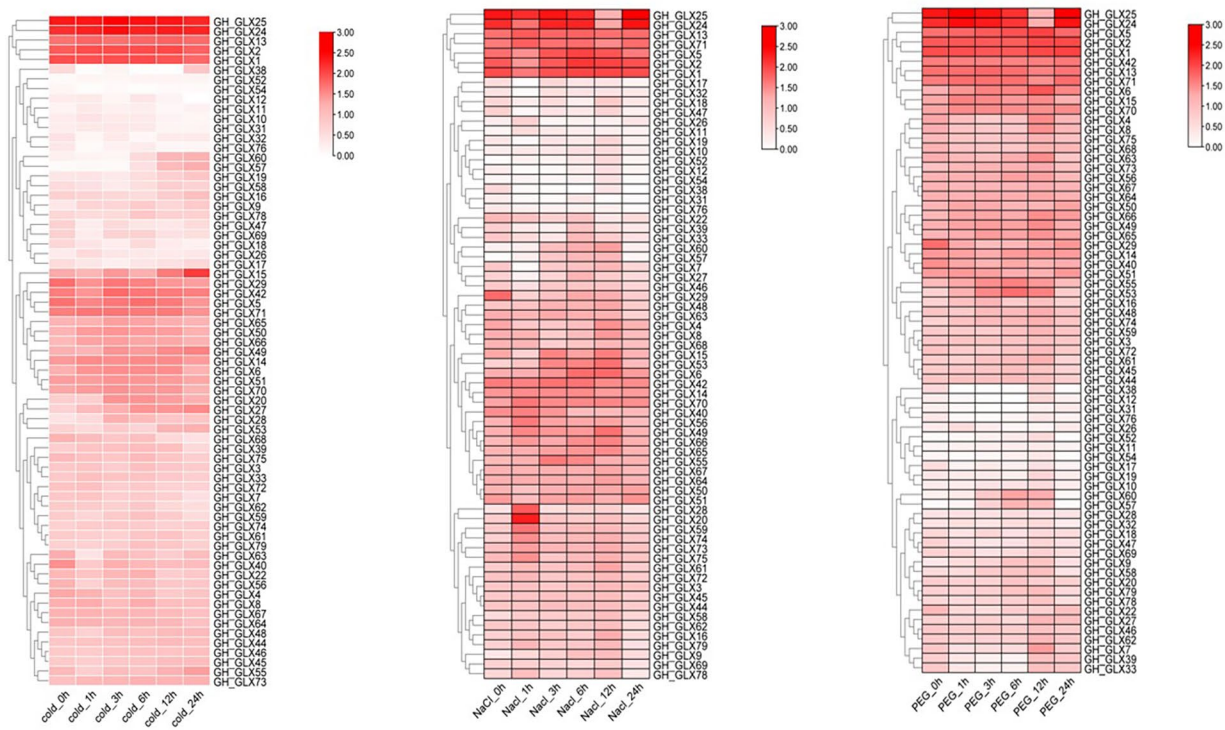 GH_GLX25
GH_GLX24
GH_GLX13
GH_GLX2
GH_GLX1
GH_GLX38
GH_GLX52
GH_GLX54
GH_GLX12
GH_GLX11
GH_GLX10
GH_GLX31
GH_GLX32
GH_GLX76
GH_GLX60
GH_GLX57
GH_GLX19
GH_GLX58
GH_GLX16
GH_GLX9
GH_GLX78
GH_GLX47
GH_GLX69
GH_GLX18
GH_GLX26
GH_GLX17
GH_GLX15
GH_GLX29
GH_GLX42
GH_GLX5
GH_GLX71
GH_GLX65
GH_GLX50
GH_GLX66
GH_GLX49
GH_GLX14
GH_GLX6
GH_GLX51
GH_GLX70
GH_GLX20
GH_GLX27
GH_GLX28
GH_GLX53
GH_GLX68
GH_GLX39
GH_GLX75
GH_GLX3
GH_GLX33
GH_GLX72
GH_GLX7
GH_GLX62
GH_GLX59
GH_GLX74
GH_GLX61
GH_GLX79
GH_GLX63
GH_GLX40
GH_GLX22
GH_GLX56
GH_GLX4
GH_GLX8
GH_GLX67
GH_GLX64
GH_GLX48
GH_GLX44
GH_GLX46
GH_GLX45
GH_GLX55
GH_GLX73
cold_0h
cold_1h
cold_3h
cold_6h
cold_12h
cold_24h
3.00
2.50
2.00
1.50
1.00
0.50
0.00
GH_GLX25
GH_GLX24
GH_GLX13
GH_GLX71
GH_GLX5
GH_GLX2
GH_GLX1
GH_GLX17
GH_GLX32
GH_GLX18
GH_GLX47
GH_GLX26
GH_GLX11
GH_GLX19
GH_GLX10
GH_GLX52
GH_GLX12
GH_GLX54
GH_GLX38
GH_GLX31
GH_GLX76
GH_GLX22
GH_GLX39
GH_GLX33
GH_GLX60
GH_GLX57
GH_GLX7
GH_GLX27
GH_GLX46
GH_GLX29
GH_GLX48
GH_GLX63
GH_GLX4
GH_GLX8
GH_GLX68
GH_GLX15
GH_GLX53
GH_GLX6
GH_GLX42
GH_GLX14
GH_GLX70
GH_GLX40
GH_GLX56
GH_GLX49
GH_GLX66
GH_GLX65
GH_GLX55
GH_GLX67
GH_GLX64
GH_GLX50
GH_GLX51
GH_GLX28
GH_GLX20
GH_GLX59
GH_GLX74
GH_GLX73
GH_GLX75
GH_GLX61
GH_GLX72
GH_GLX3
GH_GLX45
GH_GLX44
GH_GLX58
GH_GLX62
GH_GLX16
GH_GLX79
GH_GLX9
GH_GLX69
GH_GLX78
NaCl_0h
NaCl_1h
NaCl_3h
NaCl_6h
NaCl_12h
NaCl_24h
3.00
2.50
2.00
1.50
1.00
0.50
0.00
GH_GLX25
GH_GLX24
GH_GLX5
GH_GLX2
GH_GLX1
GH_GLX42
GH_GLX13
GH_GLX71
GH_GLX6
GH_GLX15
GH_GLX70
GH_GLX4
GH_GLX8
GH_GLX75
GH_GLX68
GH_GLX63
GH_GLX73
GH_GLX56
GH_GLX67
GH_GLX64
GH_GLX50
GH_GLX66
GH_GLX49
GH_GLX65
GH_GLX29
GH_GLX14
GH_GLX40
GH_GLX51
GH_GLX55
GH_GLX53
GH_GLX16
GH_GLX48
GH_GLX74
GH_GLX59
GH_GLX3
GH_GLX72
GH_GLX61
GH_GLX45
GH_GLX44
GH_GLX38
GH_GLX12
GH_GLX31
GH_GLX76
GH_GLX26
GH_GLX52
GH_GLX11
GH_GLX54
GH_GLX17
GH_GLX19
GH_GLX10
GH_GLX60
GH_GLX57
GH_GLX28
GH_GLX32
GH_GLX18
GH_GLX47
GH_GLX69
GH_GLX9
GH_GLX58
GH_GLX20
GH_GLX79
GH_GLX78
GH_GLX22
GH_GLX27
GH_GLX46
GH_GLX62
GH_GLX7
GH_GLX39
GH_GLX33
PEG_0h
PEG_1h
PEG_3h
PEG_6h
PEG_12h
PEG_24h
3.00
2.50
2.00
1.50
1.00
0.50
0.00